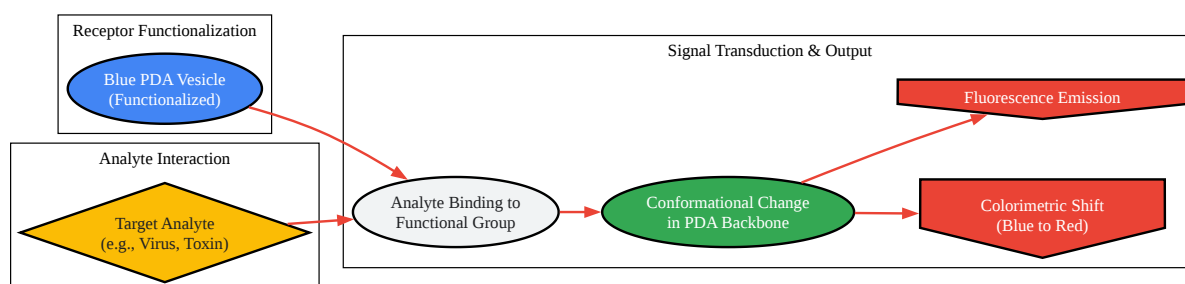 Receptor Functionalization
Blue PDA Vesicle
(Functionalized)
Analyte Interaction
Target Analyte
(e.g., Virus, Toxin)
Signal Transduction & Output
Analyte Binding to
Functional Group
Conformational Change
in PDA Backbone
Fluorescence Emission
Colorimetric Shift
(Blue to Red)